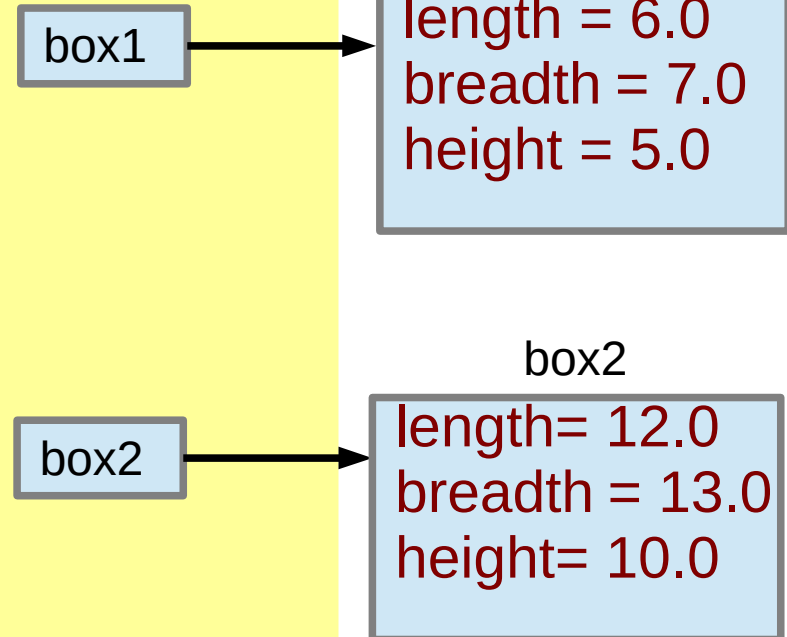 box1
length = 6.0
breadth = 7.0
height = 5.0
box2
box2
length= 12.0
breadth = 13.0
height= 10.0